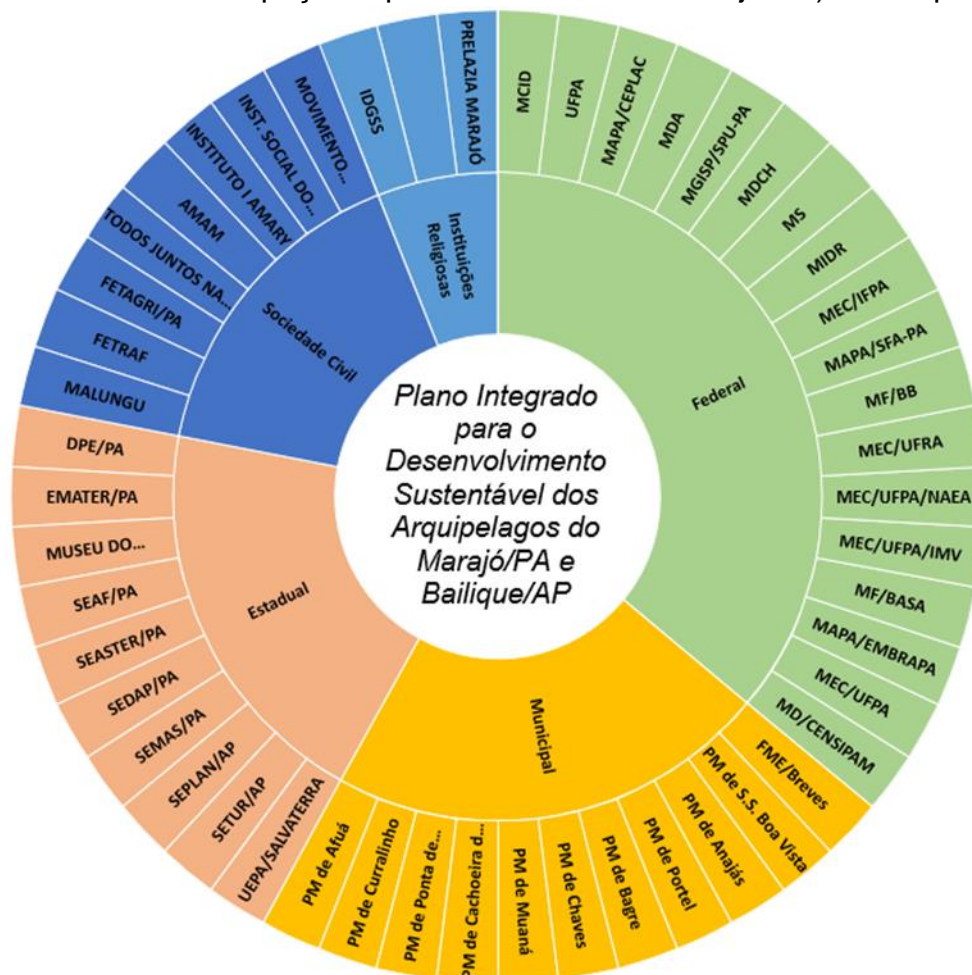 Plano Integrado
para o
Desenvolvimento
Sustentável dos
Arquipelagos do
Marajó/PA e
Bailique/AP
Federal
MCID
UFPA
MAPA/CEPLAC
MDA
MGISP/SPU-PA
MDCH
MS
MIDR
MEC/IFPA
MAPA/SFA-PA
MF/BB
MEC/UFRA
MEC/UFPA/NAEA
MEC/UFPA/IMV
MF/BASA
MAPA/EMBRAPA
MEC/UFPA
MD/CENSIPAM
Municipal
FME/Breves
PM de S.S. Boa Vista
PM de Anajás
PM de Portel
PM de Bagre
PM de Chaves
PM de Muaná
PM de Cachoeira d...
PM de Ponta de...
PM de Curralinho
PM de Afuá
Estadual
UEPA/SALVATERRA
SETUR/AP
SEPLAN/AP
SEMAS/PA
SEDAP/PA
SEASTER/PA
SEAF/PA
MUSEU DO...
EMATER/PA
DPE/PA
Sociedade Civil
MALUNGU
FETRAF
FETAGRI/PA
TODOS JUNTOS NA...
AMAM
INSTITUTO I AMARY
INST. SOCIAL DO...
MOVIMENTO...
Instituições
Religiosas
IDGSS
PRELAZIA MARAJÓ